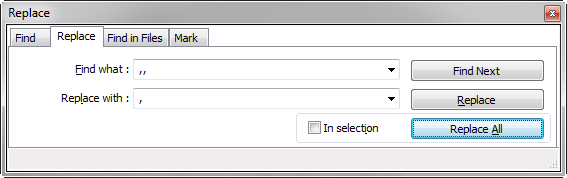 Replace
Find Replace Find in Files Mark
Find what : ,, Find Next
Replace with : , Replace
In selection Replace All